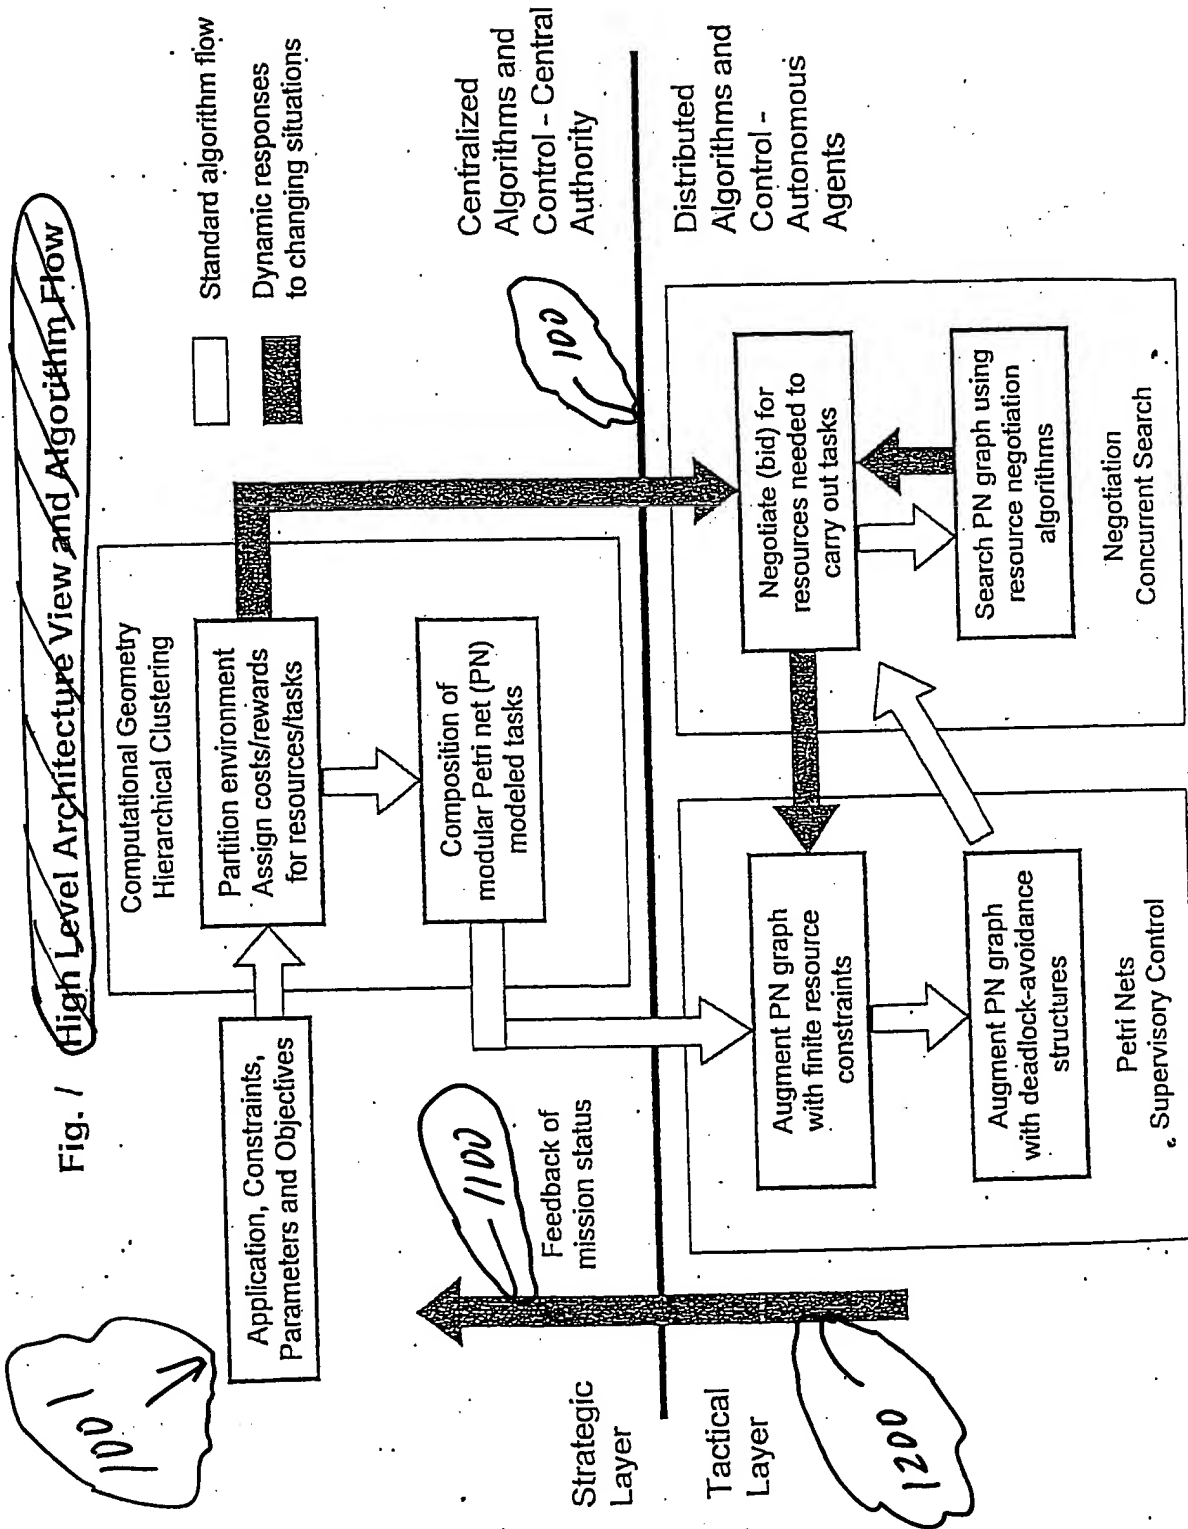 Fig. 1 High Level Architecture View and Algorithm Flow
1001
Application, Constraints,
Parameters and Objectives
Computational Geometry
Hierarchical Clustering
Partition environment
Assign costs/rewards
for resources/tasks
Composition of
modular Petri net (PN)
modeled tasks
Standard algorithm flow
Dynamic responses
to changing situations
1100
Feedback of
mission status
100
Centralized
Algorithms and
Control - Central
Authority
Strategic
Layer
Tactical
Layer
1200
Distributed
Algorithms and
Control -
Autonomous
Agents
Augment PN graph
with finite resource
constraints
Augment PN graph
with deadlock-avoidance
structures
Petri Nets
Supervisory Control
Negotiate (bid) for
resources needed to
carry out tasks
Search PN graph using
resource negotiation
algorithms
Negotiation
Concurrent Search